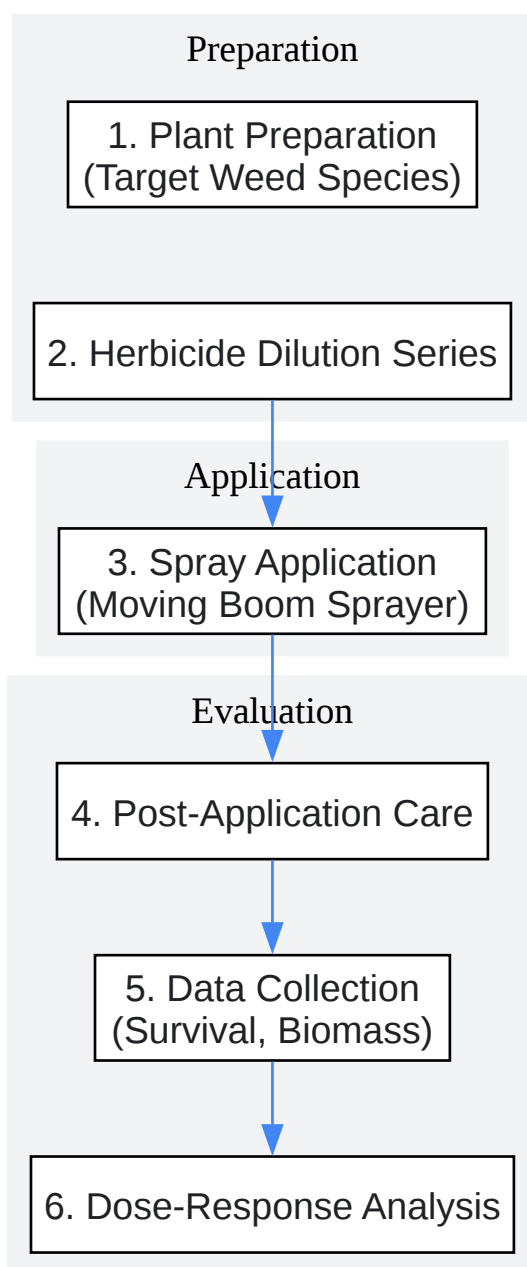 Preparation
1. Plant Preparation
(Target Weed Species)
2. Herbicide Dilution Series
Application
3. Spray Application
(Moving Boom Sprayer)
Evaluation
4. Post-Application Care
5. Data Collection
(Survival, Biomass)
6. Dose-Response Analysis